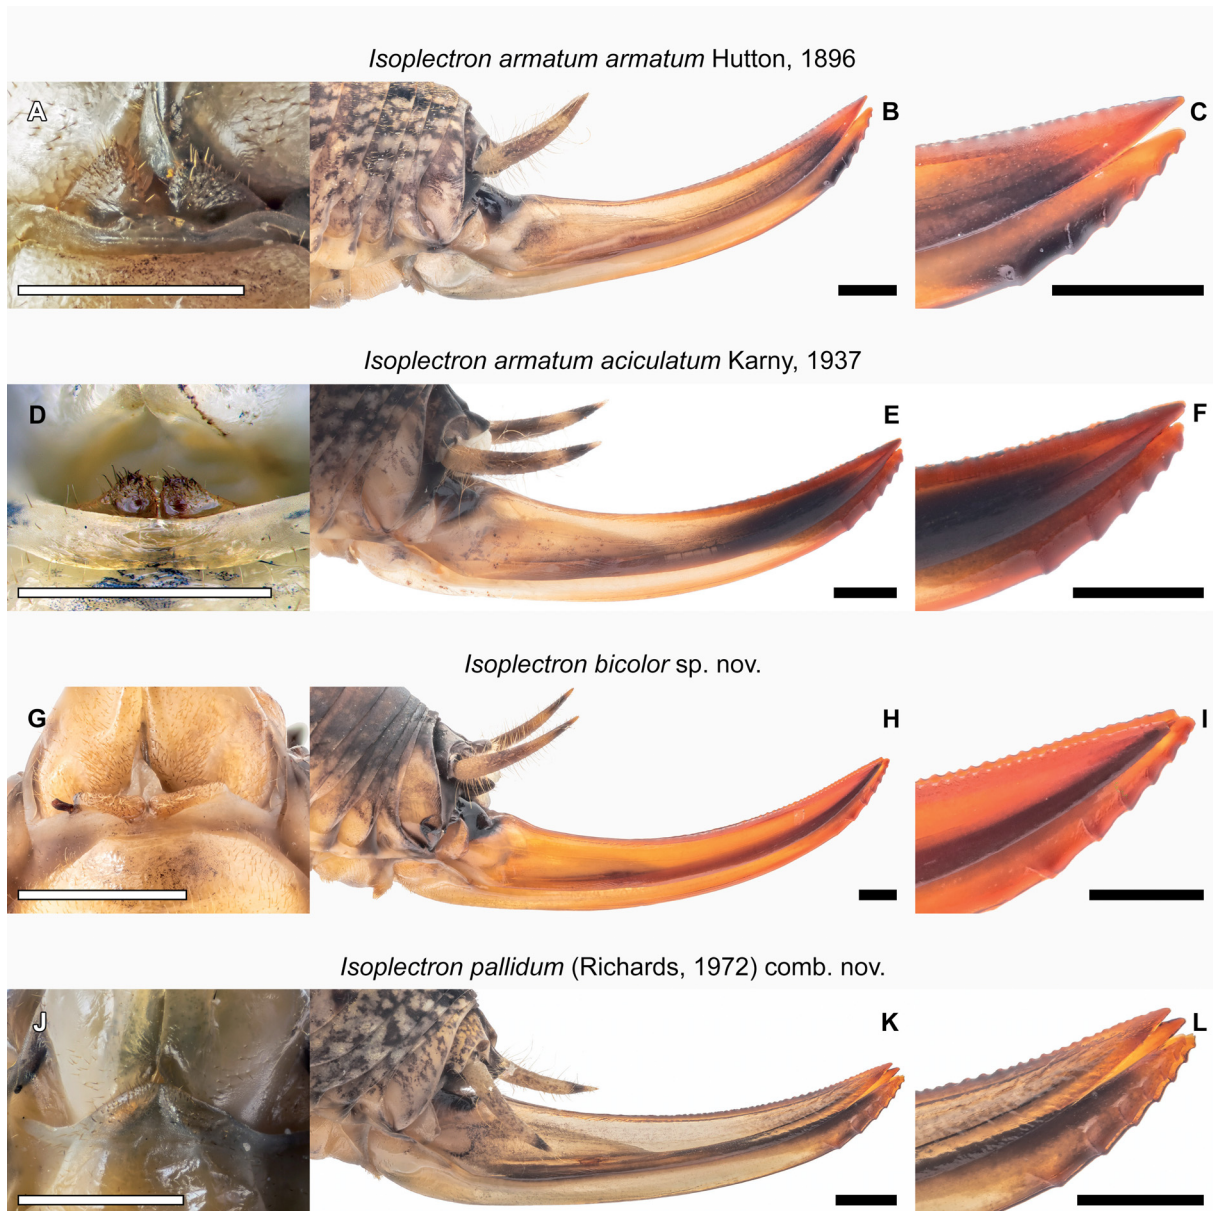 Isoplectron armatum armatum Hutton, 1896
A
B
C
Isoplectron armatum aciculatum Karny, 1937
D
E
F
Isoplectron bicolor sp. nov.
G
H
I
Isoplectron pallidum (Richards, 1972) comb. nov.
J
K
L